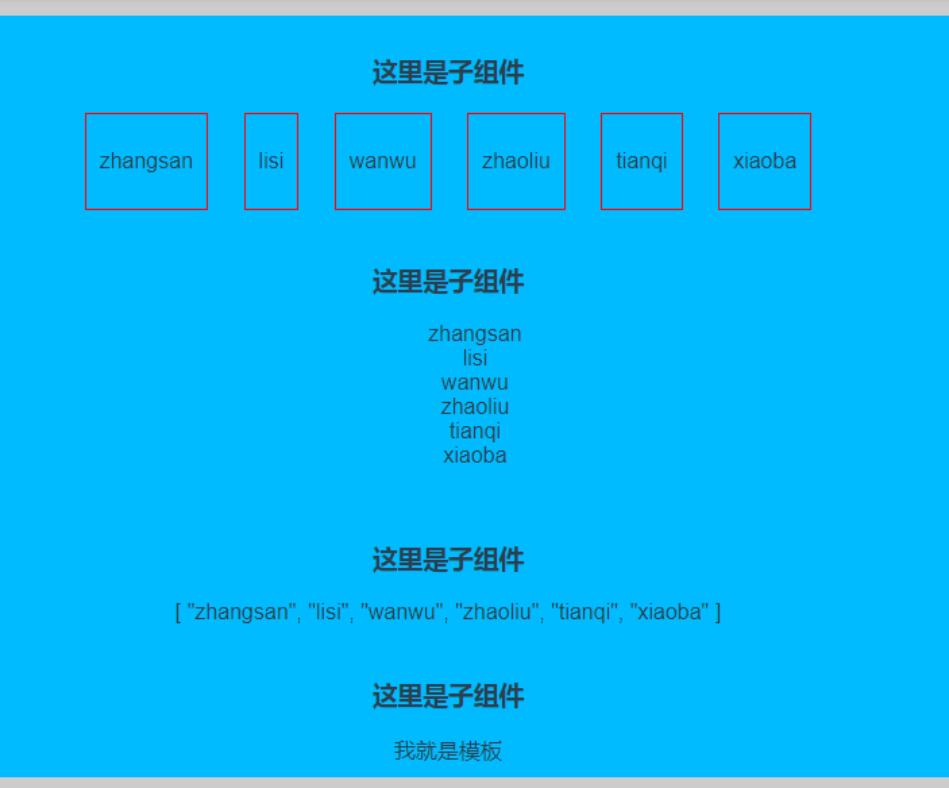 这里是子组件
zhangsan lisi wanwu zhaoliu tianqi xiaoba
这里是子组件
zhangsan
lisi
wanwu
zhaoliu
tianqi
xiaoba
这里是子组件
[ "zhangsan", "lisi", "wanwu", "zhaoliu", "tianqi", "xiaoba" ]
这里是子组件
我就是模板